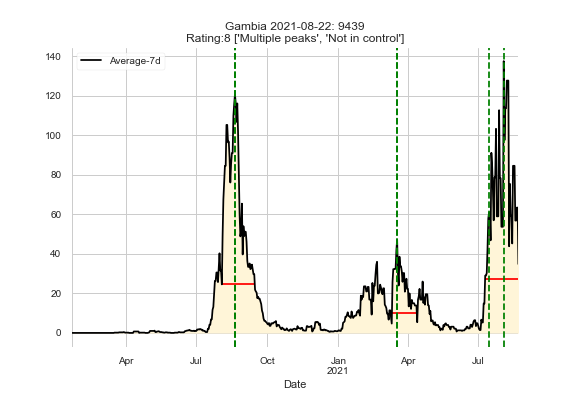 Gambia 2021-08-22: 9439
Rating:8 ['Multiple peaks', 'Not in control']
Average-7d
140
120
100
80
60
40
20
0
Apr Jul Oct Jan Apr Jul
2021
Date